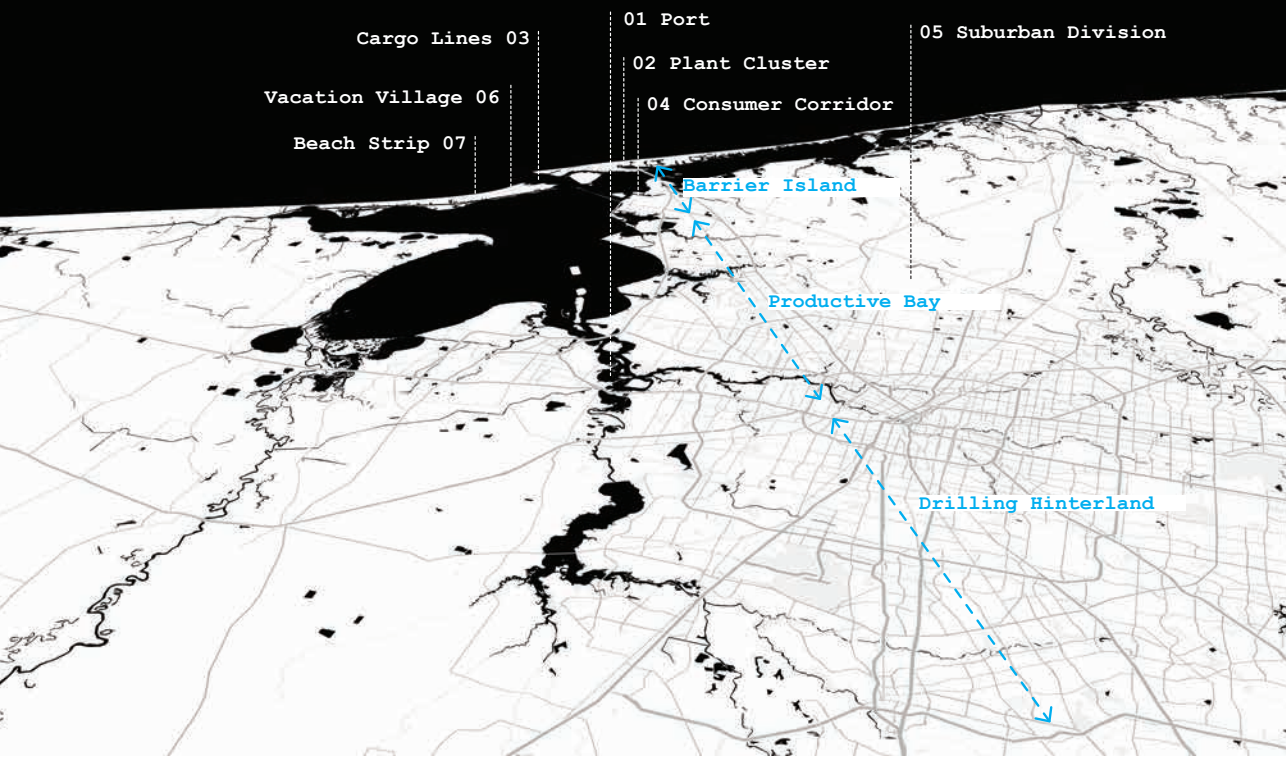 01 Port
05 Suburban Division
Cargo Lines 03
02 Plant Cluster
Vacation Village 06
04 Consumer Corridor
Beach Strip 07
Barrier Island
Productive Bay
Drilling Hinterland